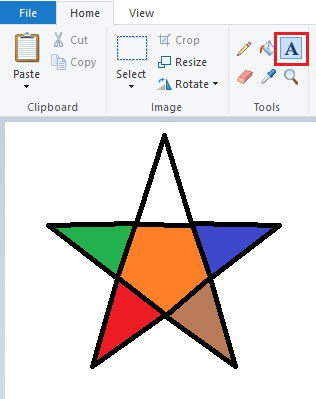 File Home View
Paste
Cut
Copy
Clipboard
Select
Crop
Resize
Rotate
Image
A
Tools